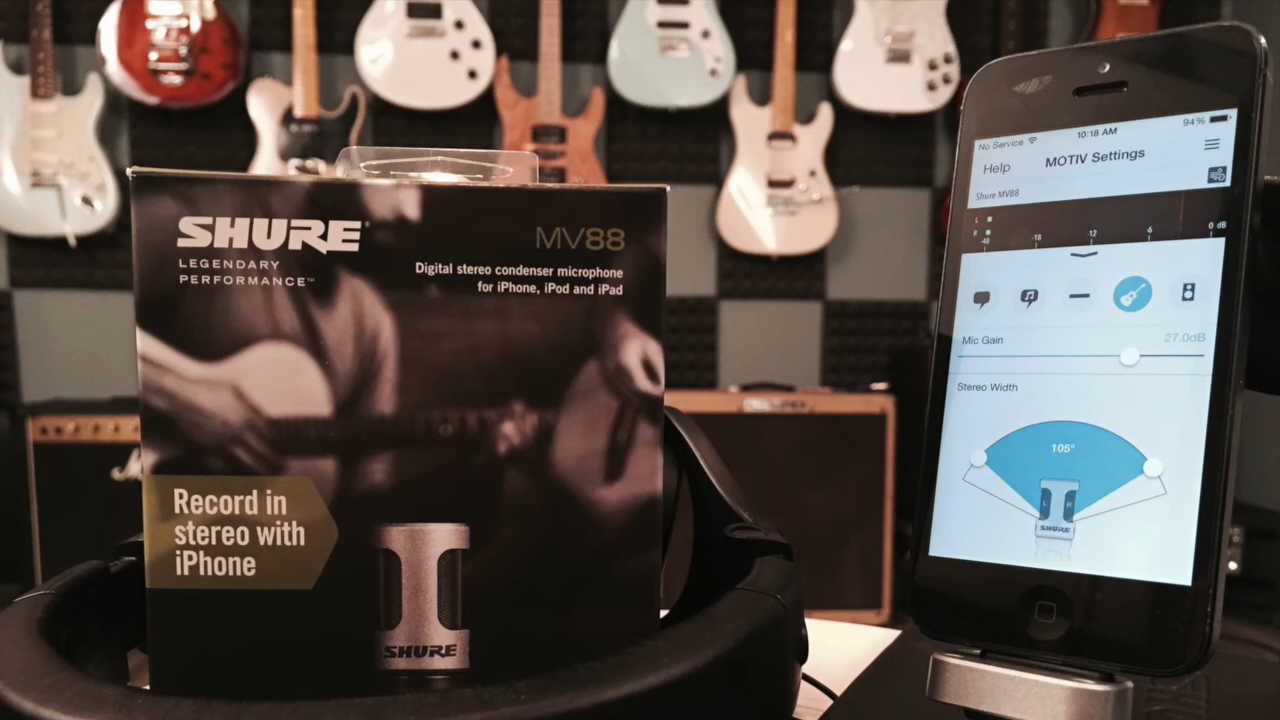 SHURE®
LEGENDARY
PERFORMANCE™
MV88
Digital stereo condenser microphone
for iPhone, iPod and iPad
Record in
stereo with
iPhone
SHURE
No Service 10:18 AM 94%
Help MOTIV Settings
Shure MV88
L
R
-48 -18 -12 -6 0 dB
Mic Gain 27.0dB
Stereo Width
105°
L R
SHURE